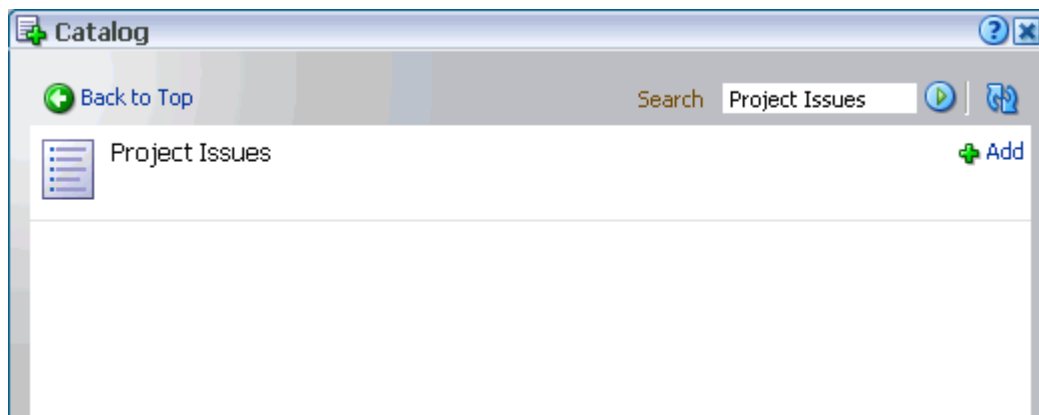 Catalog
Back to Top
Search Project Issues
Project Issues
Add